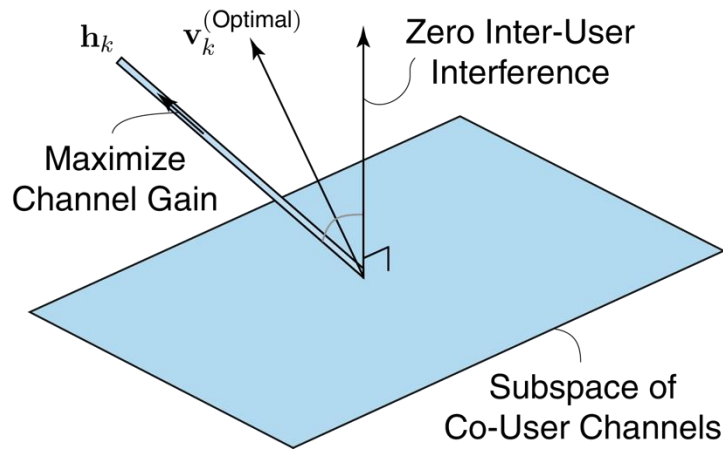 h_k
v_k^(Optimal)
Zero Inter-User
Interference
Maximize
Channel Gain
Subspace of
Co-User Channels